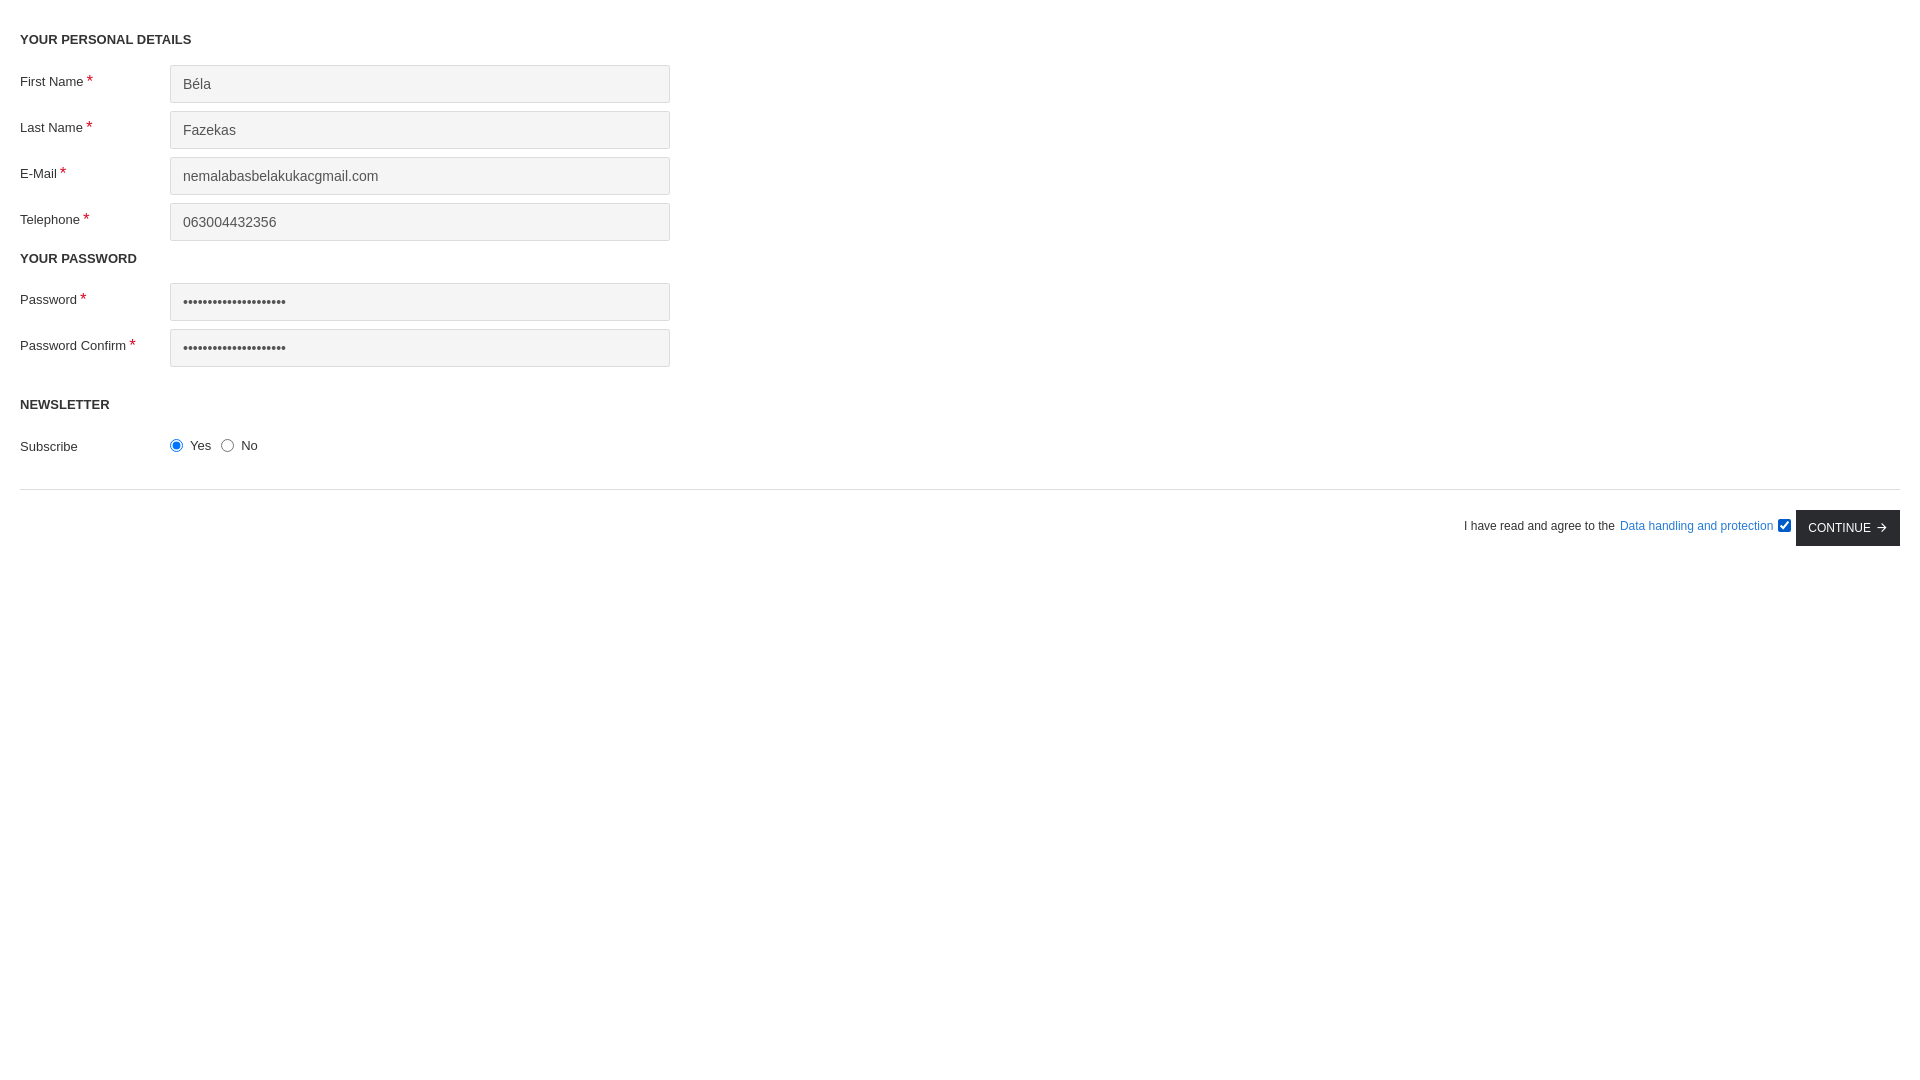 YOUR PERSONAL DETAILS
First Name *
Béla
Last Name *
Fazekas
E-Mail *
nemalabasbelakukacgmail.com
Telephone *
063004432356
YOUR PASSWORD
Password *
•••••••••••••••••••••
Password Confirm *
•••••••••••••••••••••
NEWSLETTER
Subscribe
Yes No
I have read and agree to the Data handling and protection CONTINUE →